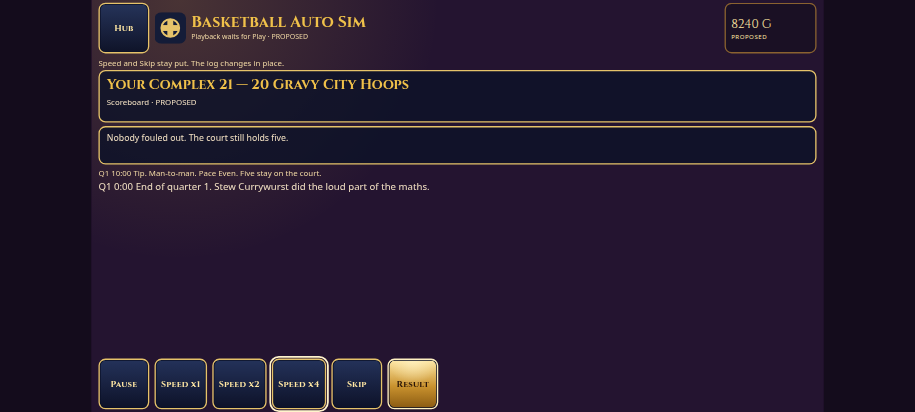 Hub
Basketball Auto Sim
Playback waits for Play · PROPOSED
8240 G
PROPOSED
Speed and Skip stay put. The log changes in place.
Your Complex 21 — 20 Gravy City Hoops
Scoreboard · PROPOSED
Nobody fouled out. The court still holds five.
Q1 10:00 Tip. Man-to-man. Pace Even. Five stay on the court.
Q1 0:00 End of quarter 1. Stew Currywurst did the loud part of the maths.
Pause
Speed x1
Speed x2
Speed x4
Skip
Result